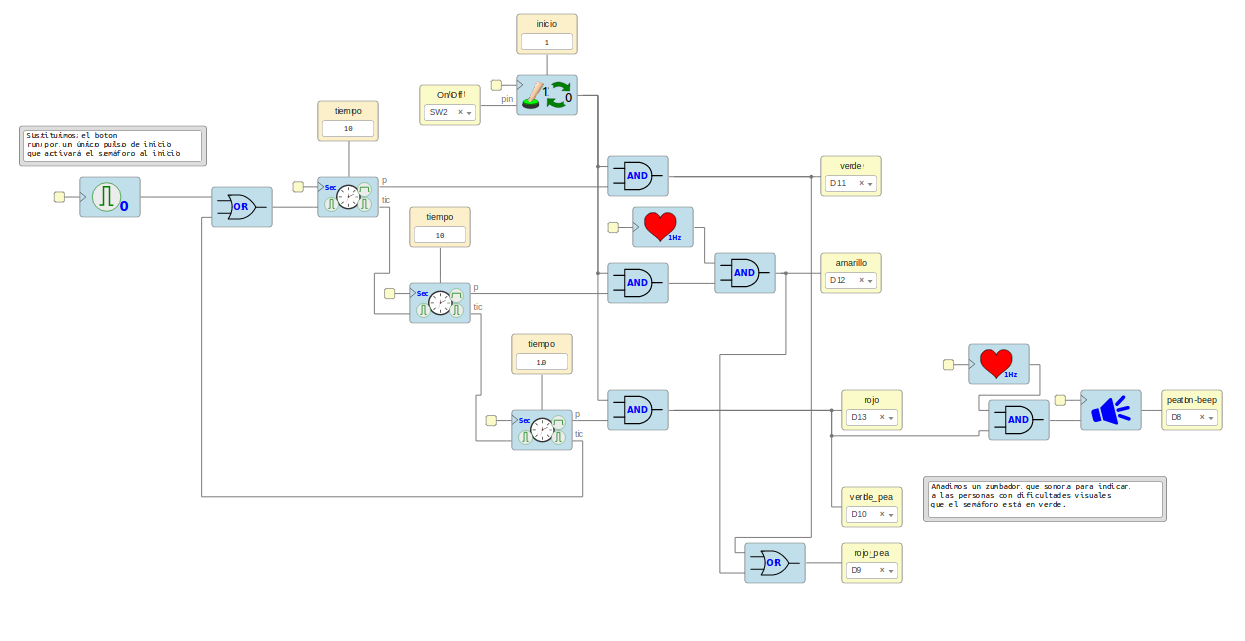 inicio
1
On/Off
SW2
pin
1
0
tiempo
10
Sustituimos el boton
run por un único pulso de inicio
que activará el semáforo al inicio
0
OR
Sec
p
tic
AND
verde
D11
tiempo
10
1Hz
AND
amarillo
D12
Sec
p
tic
AND
tiempo
10
1Hz
Sec
p
tic
AND
rojo
D13
AND
peaton-beep
D8
Añadimos un zumbador que sonora para indicar
a las personas con dificultades visuales
que el semáforo está en verde.
verde_pea
D10
OR
rojo_pea
D9